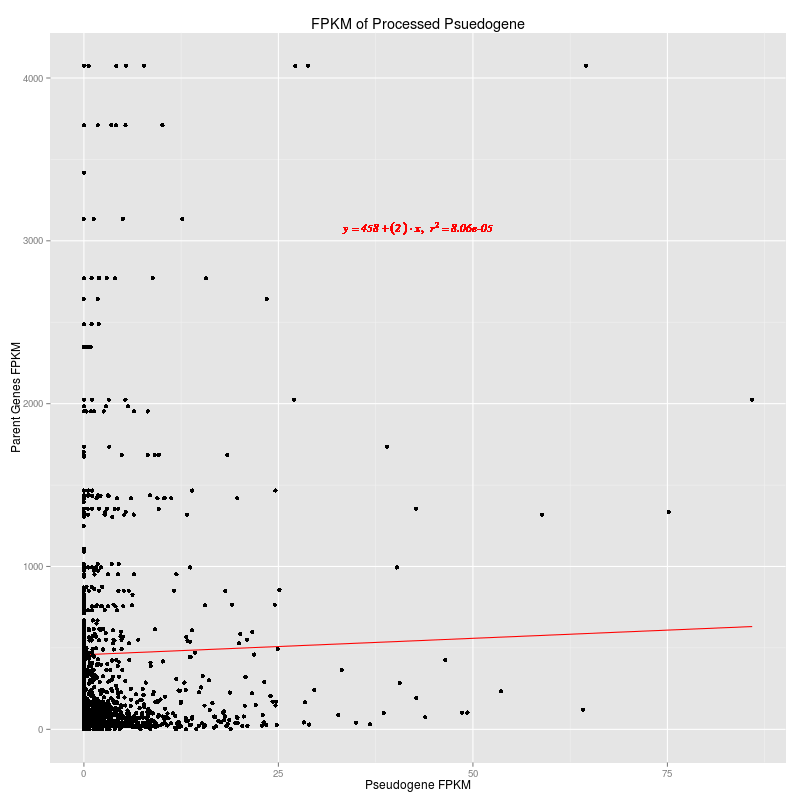 FPKM of Processed Psuedogene
y = 458 + (2) · x, r² = 8.06e-05
Parent Genes FPKM
4000
3000
2000
1000
0
0 25 50 75
Pseudogene FPKM